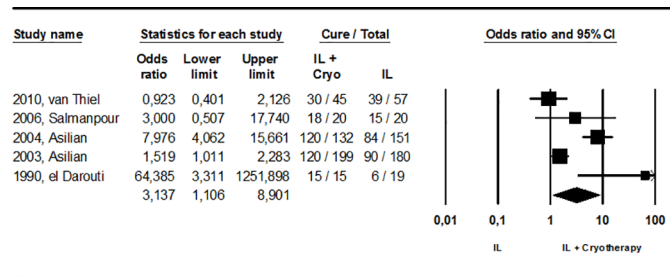 Study name Statistics for each study Cure / Total Odds ratio and 95% CI
Odds Lower Upper IL +
ratio limit limit Cryo IL
2010, van Thiel 0,923 0,401 2,126 30 / 45 39 / 57
2006, Salmanpour 3,000 0,507 17,740 18 / 20 15 / 20
2004, Asilian 7,976 4,062 15,661 120 / 132 84 / 151
2003, Asilian 1,519 1,011 2,283 120 / 199 90 / 180
1990, el Darouti 64,385 3,311 1251,898 15 / 15 6 / 19
3,137 1,106 8,901
0,01 0,1 1 10 100
IL IL + Cryotherapy